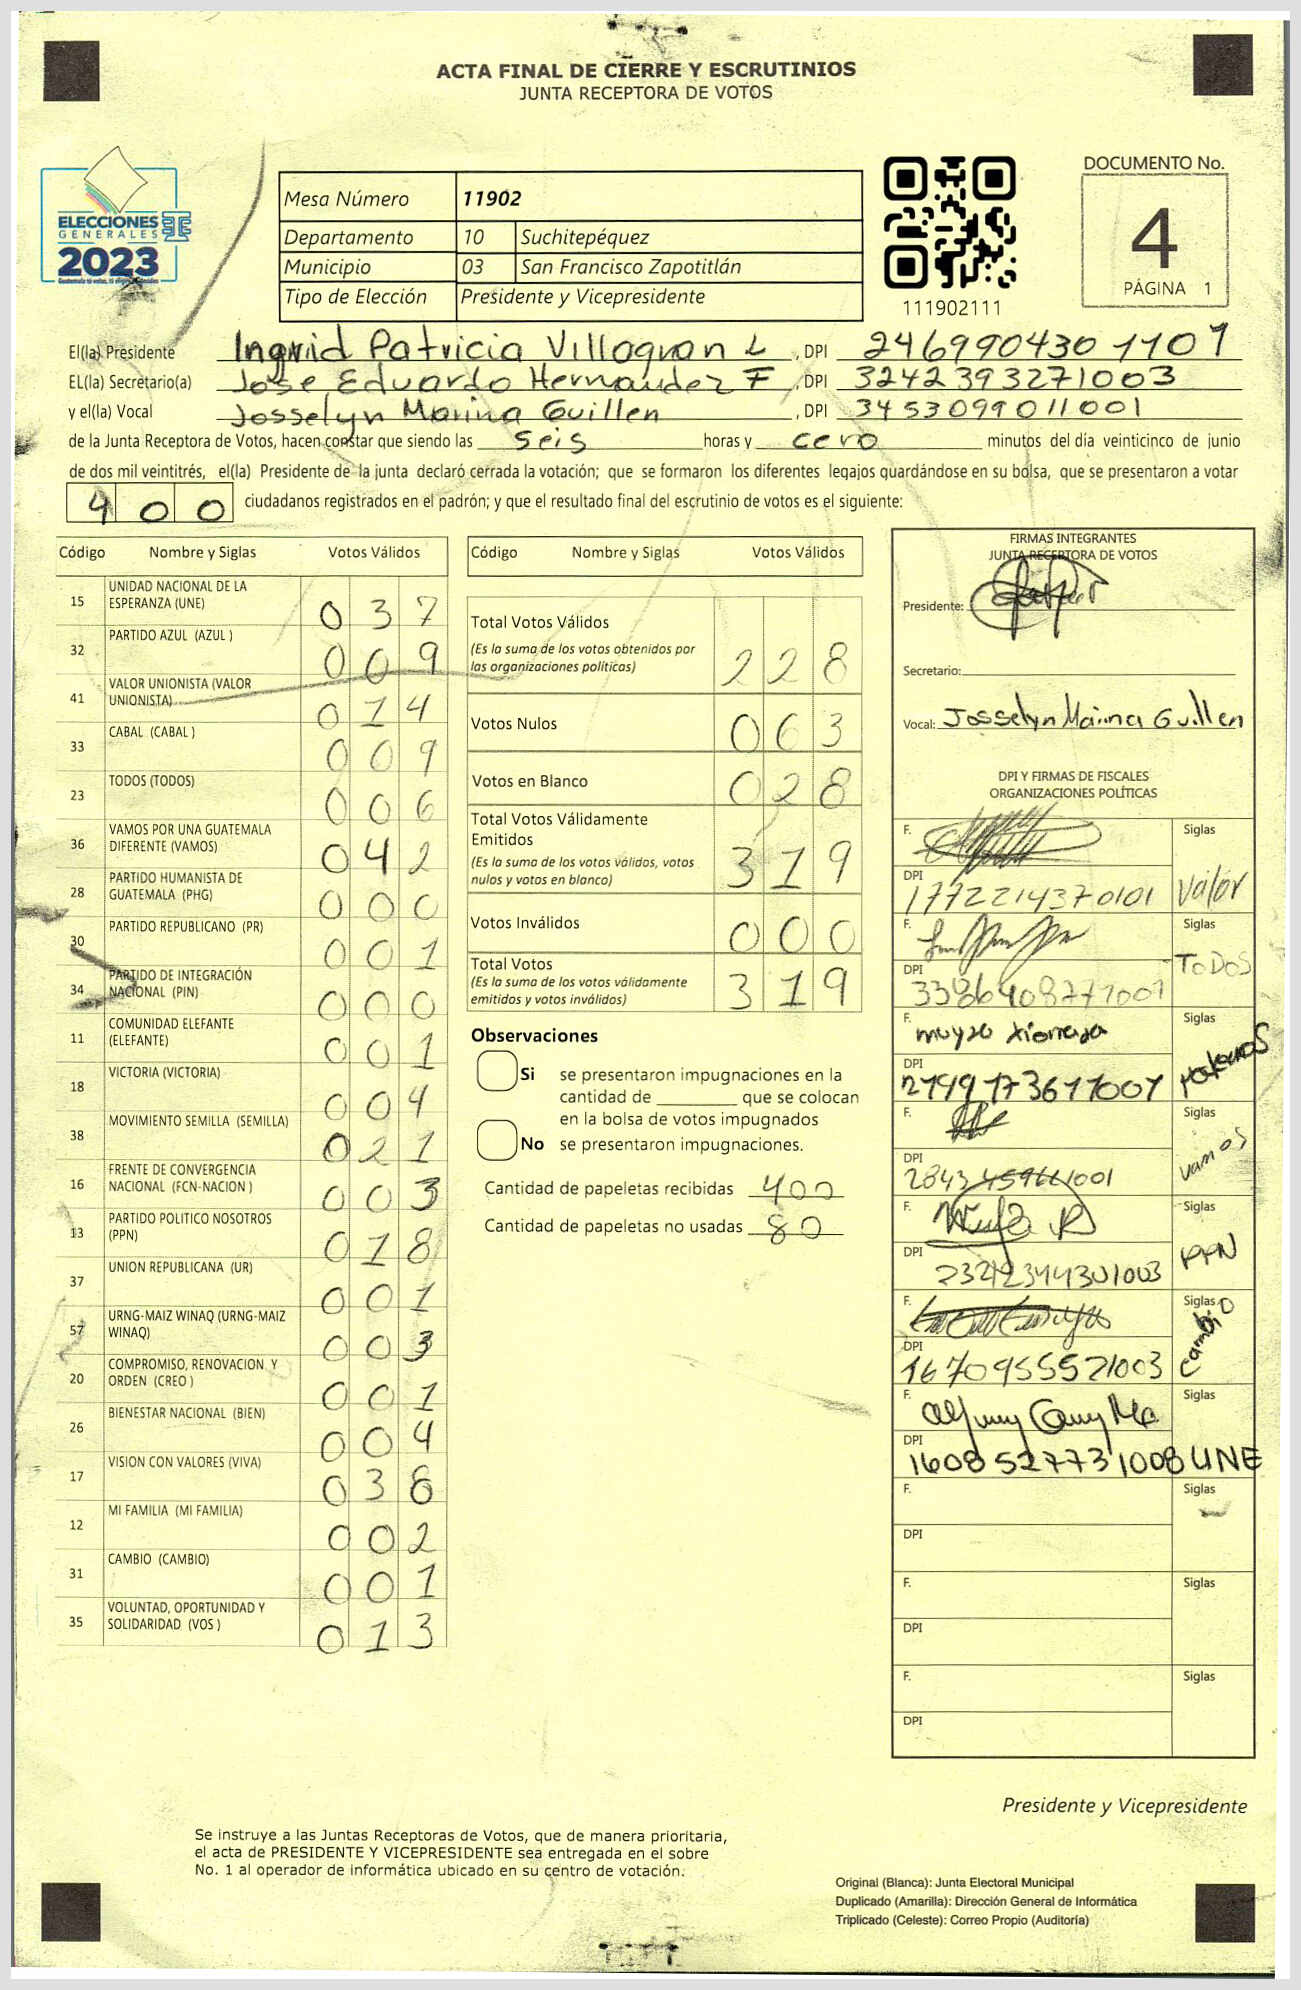 ACTA FINAL DE CIERRE Y ESCRUTINIOS
JUNTA RECEPTORA DE VOTOS
ELECCIONES
GENERALES
2023
Mesa Número 11902
Departamento 10 Suchitepéquez
Municipio 03 San Francisco Zapotitlán
Tipo de Elección Presidente y Vicepresidente
111902111
DOCUMENTO No.
4
PÁGINA 1
El(la) Presidente Ingrid Patricia Villagran L , DPI 2469904301101
EL(la) Secretario(a) Jose Eduardo Hernandez F , DPI 3242393271003
y el(la) Vocal Josselyn Marina Guillen , DPI 3453099011001
de la Junta Receptora de Votos, hacen constar que siendo las seis horas y cero minutos del día veinticinco de junio
de dos mil veintitrés, el(la) Presidente de la junta declaró cerrada la votación; que se formaron los diferentes legajos guardándose en su bolsa, que se presentaron a votar
400 ciudadanos registrados en el padrón; y que el resultado final del escrutinio de votos es el siguiente:
Código Nombre y Siglas Votos Válidos
15 UNIDAD NACIONAL DE LA ESPERANZA (UNE) 037
32 PARTIDO AZUL (AZUL ) 009
41 VALOR UNIONISTA (VALOR UNIONISTA) 014
33 CABAL (CABAL ) 009
23 TODOS (TODOS) 006
36 VAMOS POR UNA GUATEMALA DIFERENTE (VAMOS) 042
28 PARTIDO HUMANISTA DE GUATEMALA (PHG) 000
30 PARTIDO REPUBLICANO (PR) 001
34 PARTIDO DE INTEGRACIÓN NACIONAL (PIN) 000
11 COMUNIDAD ELEFANTE (ELEFANTE) 001
18 VICTORIA (VICTORIA) 004
38 MOVIMIENTO SEMILLA (SEMILLA) 021
16 FRENTE DE CONVERGENCIA NACIONAL (FCN-NACION ) 003
13 PARTIDO POLITICO NOSOTROS (PPN) 018
37 UNION REPUBLICANA (UR) 001
57 URNG-MAIZ WINAQ (URNG-MAIZ WINAQ) 003
20 COMPROMISO, RENOVACION Y ORDEN (CREO ) 001
26 BIENESTAR NACIONAL (BIEN) 004
17 VISION CON VALORES (VIVA) 038
12 MI FAMILIA (MI FAMILIA) 002
31 CAMBIO (CAMBIO) 001
35 VOLUNTAD, OPORTUNIDAD Y SOLIDARIDAD (VOS ) 013
Código Nombre y Siglas Votos Válidos
Total Votos Válidos 228
(Es la suma de los votos obtenidos por
las organizaciones políticas)
Votos Nulos 063
Votos en Blanco 028
Total Votos Válidamente
Emitidos 319
(Es la suma de los votos válidos, votos
nulos y votos en blanco)
Votos Inválidos 000
Total Votos 319
(Es la suma de los votos válidamente
emitidos y votos inválidos)
Observaciones
Si se presentaron impugnaciones en la
cantidad de ________ que se colocan
en la bolsa de votos impugnados
No se presentaron impugnaciones.
Cantidad de papeletas recibidas 400
Cantidad de papeletas no usadas 80
FIRMAS INTEGRANTES
JUNTA RECEPTORA DE VOTOS
Presidente:
Secretario:
Vocal: Josselyn Marina Guillen
DPI Y FIRMAS DE FISCALES
ORGANIZACIONES POLÍTICAS
F. Siglas
DPI 1772214370101 Valor
F. Siglas
DPI TODOS
F. Siglas
DPI
F. Siglas
DPI vamos
F. Siglas
DPI PPN
F. Siglas
DPI 1670955521003 cambio
F. Siglas
DPI 1608527731008 UNE
F. Siglas
DPI
F. Siglas
DPI
F. Siglas
DPI
Presidente y Vicepresidente
Se instruye a las Juntas Receptoras de Votos, que de manera prioritaria,
el acta de PRESIDENTE Y VICEPRESIDENTE sea entregada en el sobre
No. 1 al operador de informática ubicado en su centro de votación.
Original (Blanca): Junta Electoral Municipal
Duplicado (Amarilla): Dirección General de Informática
Triplicado (Celeste): Correo Propio (Auditoría)